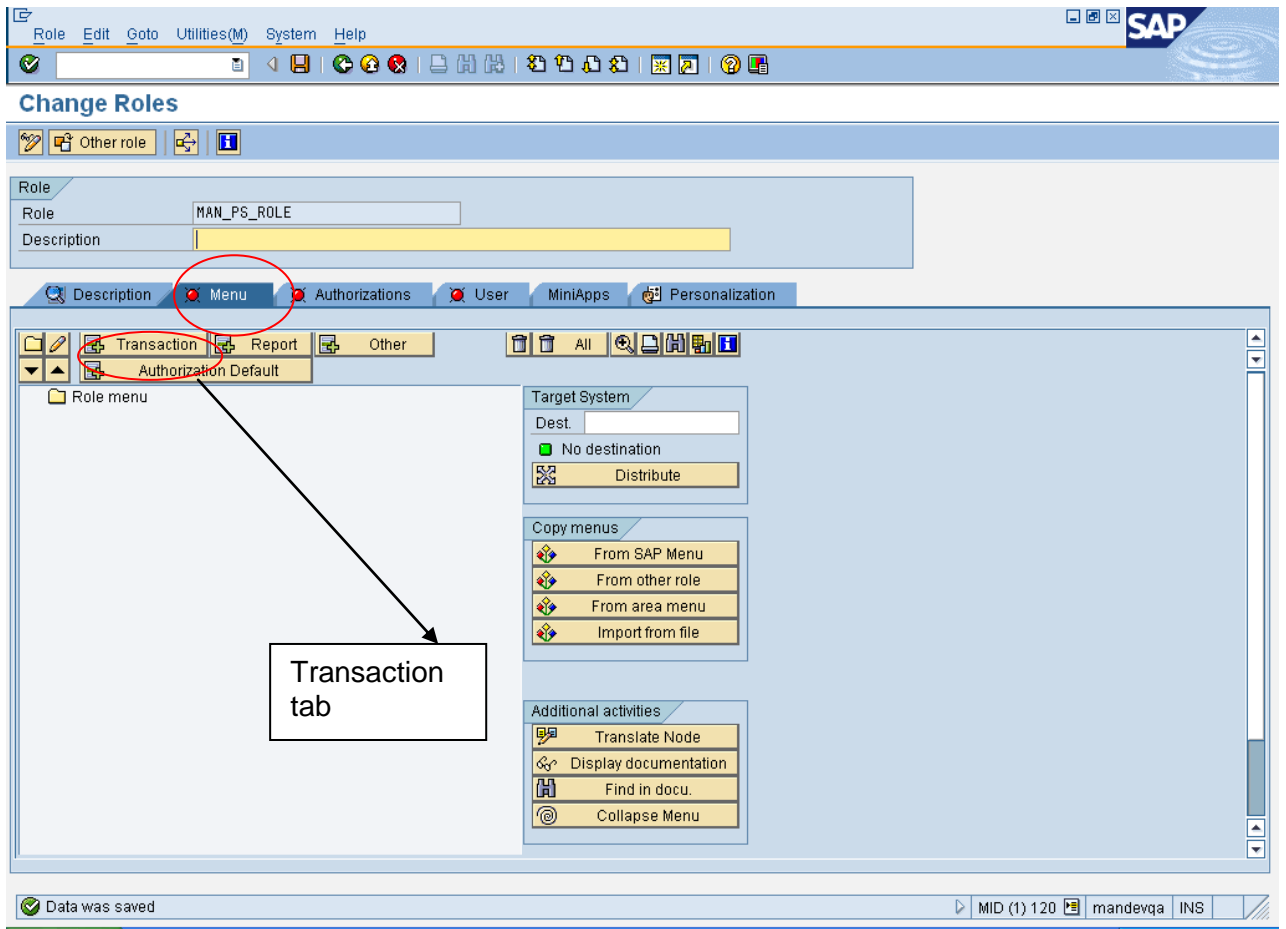 Role Edit Goto Utilities(M) System Help
SAP
Change Roles
Other role
Role
Role MAN_PS_ROLE
Description
Description Menu Authorizations User MiniApps Personalization
Transaction Report Other All
Authorization Default
Role menu
Target System
Dest.
No destination
Distribute
Copy menus
From SAP Menu
From other role
From area menu
Import from file
Transaction
tab
Additional activities
Translate Node
Display documentation
Find in docu.
Collapse Menu
Data was saved MID (1) 120 mandevqa INS